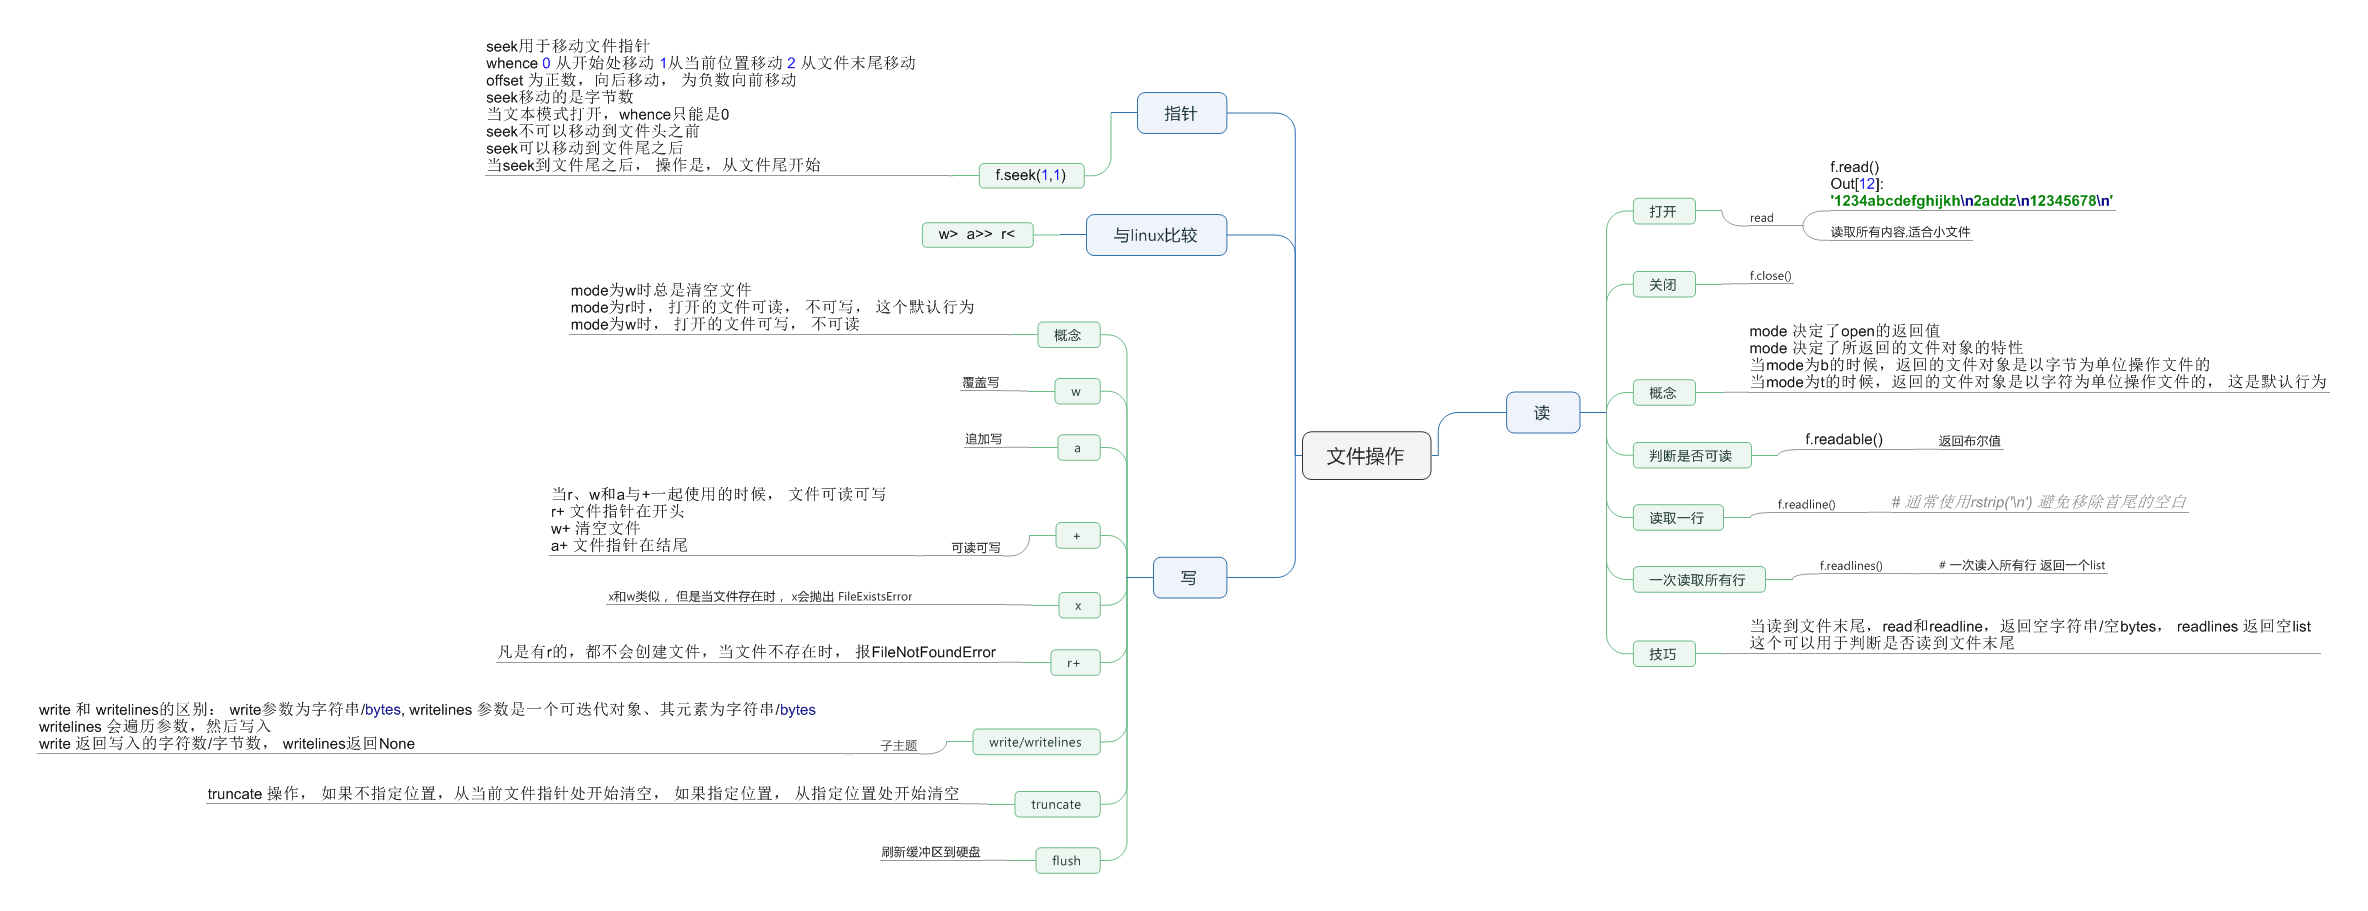 文件操作
指针
f.seek(1,1)
seek用于移动文件指针
whence 0 从开始处移动 1从当前位置移动 2 从文件末尾移动
offset 为正数，向后移动， 为负数向前移动
seek移动的是字节数
当文本模式打开，whence只能是0
seek不可以移动到文件头之前
seek可以移动到文件尾之后
当seek到文件尾之后， 操作是，从文件尾开始
与linux比较
w> a>> r<
写
概念
mode为w时总是清空文件
mode为r时， 打开的文件可读， 不可写， 这个默认行为
mode为w时， 打开的文件可写， 不可读
w
覆盖写
a
追加写
+
可读可写
当r、w和a与+一起使用的时候， 文件可读可写
r+ 文件指针在开头
w+ 清空文件
a+ 文件指针在结尾
x
x和w类似 ，但是当文件存在时 ，x会抛出 FileExistsError
r+
凡是有r的，都不会创建文件，当文件不存在时， 报FileNotFoundError
write/writelines
子主题
write 和 writelines的区别： write参数为字符串/bytes, writelines 参数是一个可迭代对象、其元素为字符串/bytes
writelines 会遍历参数，然后写入
write 返回写入的字符数/字节数， writelines返回None
truncate
truncate 操作， 如果不指定位置，从当前文件指针处开始清空， 如果指定位置， 从指定位置处开始清空
flush
刷新缓冲区到硬盘
读
打开
read
f.read()
Out[12]:
'1234abcdefghijkh\n2addz\n12345678\n'
读取所有内容,适合小文件
关闭
f.close()
概念
mode 决定了open的返回值
mode 决定了所返回的文件对象的特性
当mode为b的时候，返回的文件对象是以字节为单位操作文件的
当mode为t的时候，返回的文件对象是以字符为单位操作文件的， 这是默认行为
判断是否可读
f.readable()
返回布尔值
读取一行
f.readline()
# 通常使用rstrip('\n') 避免移除首尾的空白
一次读取所有行
f.readlines()
# 一次读入所有行 返回一个list
技巧
当读到文件末尾，read和readline，返回空字符串/空bytes， readlines 返回空list
这个可以用于判断是否读到文件末尾